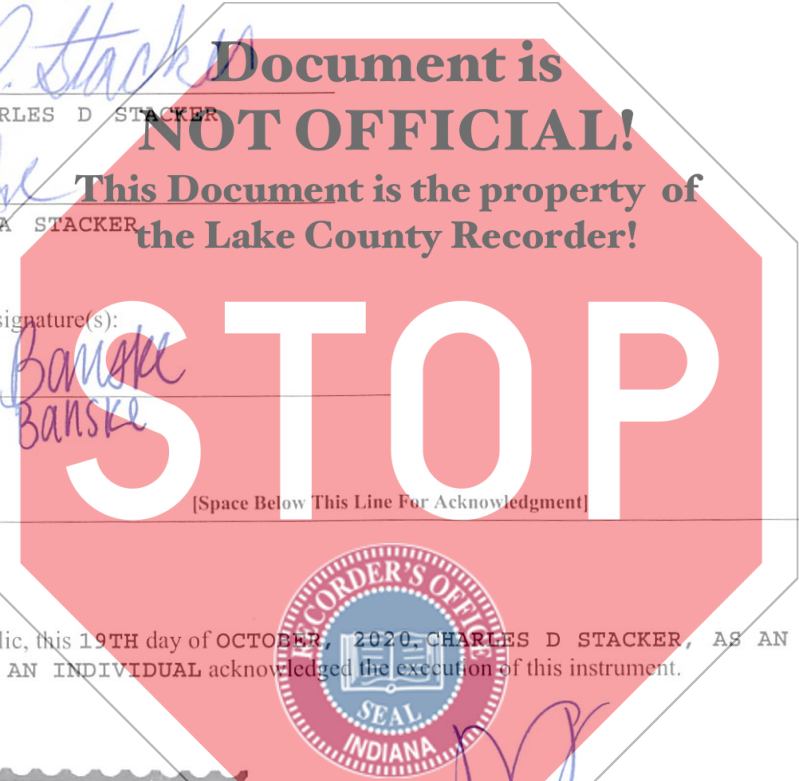 P. Stacker
Document is
RLES D STACKER
NOT OFFICIAL!
This Document is the property of
A STACKER
the Lake County Recorder!
signature(s):
Banske
Banske
STOP
[Space Below This Line For Acknowledgment]
RECORDER'S OFFICE
lic, this 19TH day of OCTOBER, 2020, CHARLES D STACKER, AS AN
AN INDIVIDUAL acknowledged the execution of this instrument.
SEAL
INDIANA